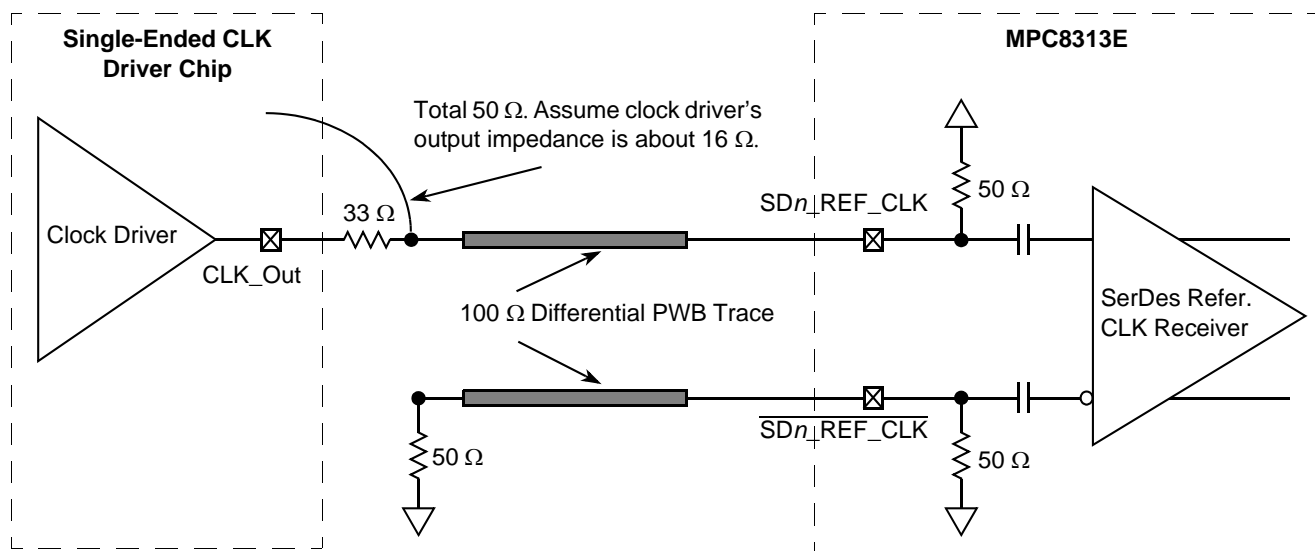 Single-Ended CLK
Driver Chip
MPC8313E
Total 50 Ω. Assume clock driver's
output impedance is about 16 Ω.
SDn_REF_CLK
50 Ω
33 Ω
Clock Driver
CLK_Out
100 Ω Differential PWB Trace
SerDes Refer.
CLK Receiver
SDn_REF_CLK
50 Ω
50 Ω